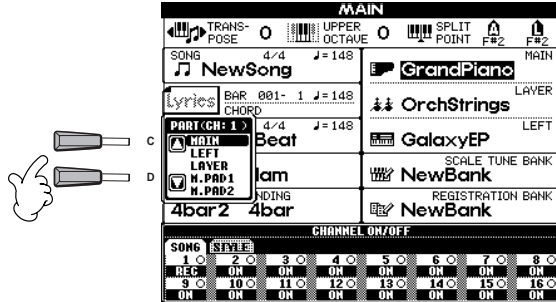 MAIN
TRANSPOSE 0 UPPER OCTAVE 0 SPLIT POINT F#2 F#2
SONG 4/4 ♩=148 MAIN
NewSong GrandPiano
LAYER
Lyrics BAR 001- 1 ♩=148 OrchStrings
CHORD
PART(CH: 1) 4/4 ♩=148 LEFT
C MAIN Beat GalaxyEP
LEFT
LAYER SCALE TUNE BANK
D M.PAD1 NewBank
M.PAD2 REGISTRATION BANK
4bar2 4bar NewBank
CHANNEL ON/OFF
SONG STYLE
1 2 3 4 5 6 7 8
REC ON ON ON ON ON ON ON
9 10 11 12 13 14 15 16
ON ON ON ON ON ON ON ON